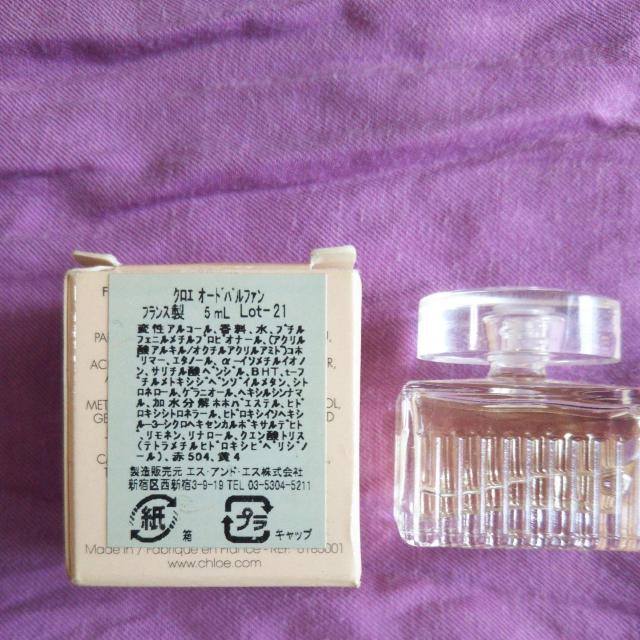 クロエ オードパルファン
フランス製 5mL Lot-21
変性アルコール、香料、水、ブチル
フェニルメチルプロピオナール、(アクリル
酸アルキル/オクチルアクリルアミド)コポ
リマー、エタノール、α-イソメチルイオノ
ン、サリチル酸ベンジル、BHT、t-ブ
チルメトキシジベンゾイルメタン、シト
ロネロール、ゲラニオール、ヘキシルシンナマ
ル、加水分解ホホバエステル、ヒド
ロキシシトロネラール、ヒドロキシイソヘキシ
ル-3-シクロヘキセンカルボキサルデヒド
、リモネン、リナロール、クエン酸トリス
(テトラメチルヒドロキシピペリジノー
ル)、赤504、黄4
製造販売元 エス・アンド・エス株式会社
新宿区西新宿3-9-19 TEL 03-5304-5211
紙 箱 プラ キャップ
Made in / Fabriqué en France - REF.
www.chloe.com